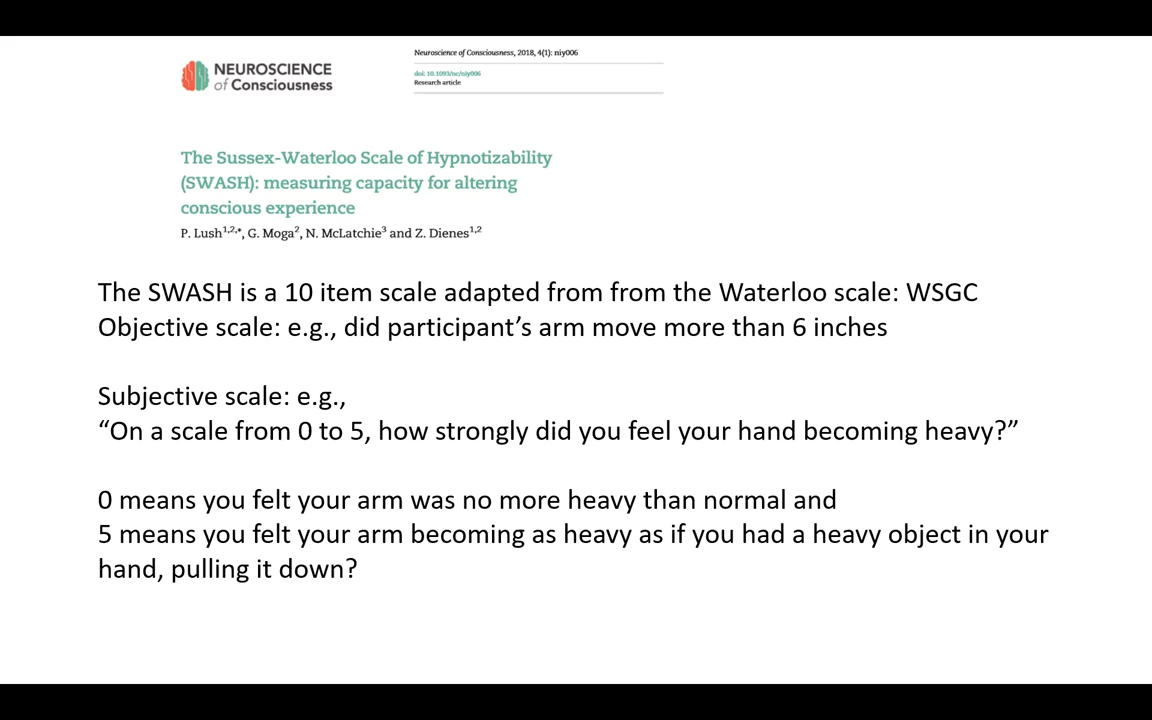 NEUROSCIENCE
of Consciousness
Neuroscience of Consciousness, 2018, 4(1): niy006
doi: 10.1093/nc/niy006
Research article
The Sussex-Waterloo Scale of Hypnotizability
(SWASH): measuring capacity for altering
conscious experience
P. Lush1,2,*, G. Moga2, N. McLatchie3 and Z. Dienes1,2
The SWASH is a 10 item scale adapted from from the Waterloo scale: WSGC
Objective scale: e.g., did participant’s arm move more than 6 inches
Subjective scale: e.g.,
“On a scale from 0 to 5, how strongly did you feel your hand becoming heavy?”
0 means you felt your arm was no more heavy than normal and
5 means you felt your arm becoming as heavy as if you had a heavy object in your
hand, pulling it down?